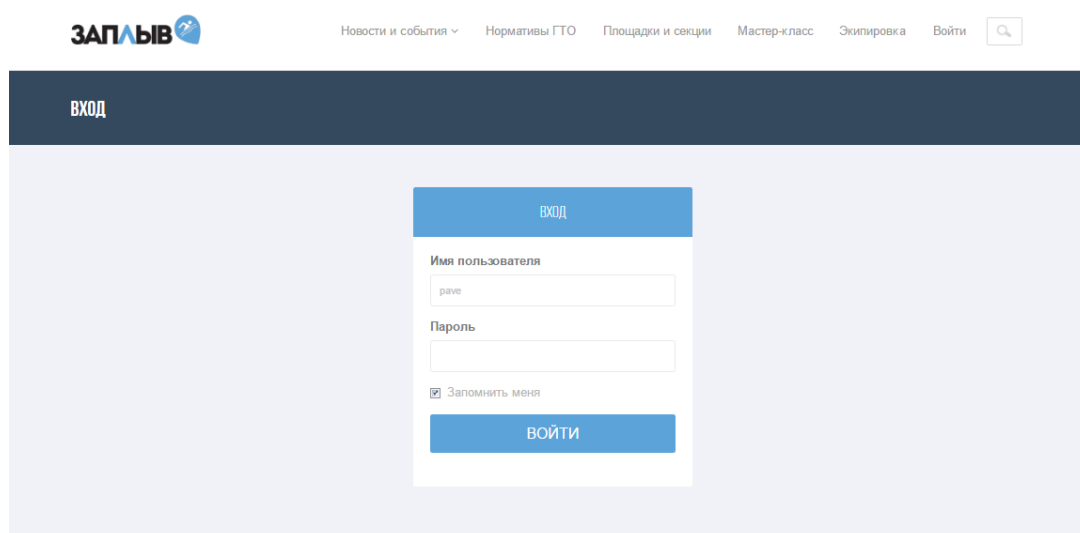 ЗАПЛЫВ
Новости и события Нормативы ГТО Площадки и секции Мастер-класс Экипировка Войти
ВХОД
ВХОД
Имя пользователя
pave
Пароль
Запомнить меня
ВОЙТИ